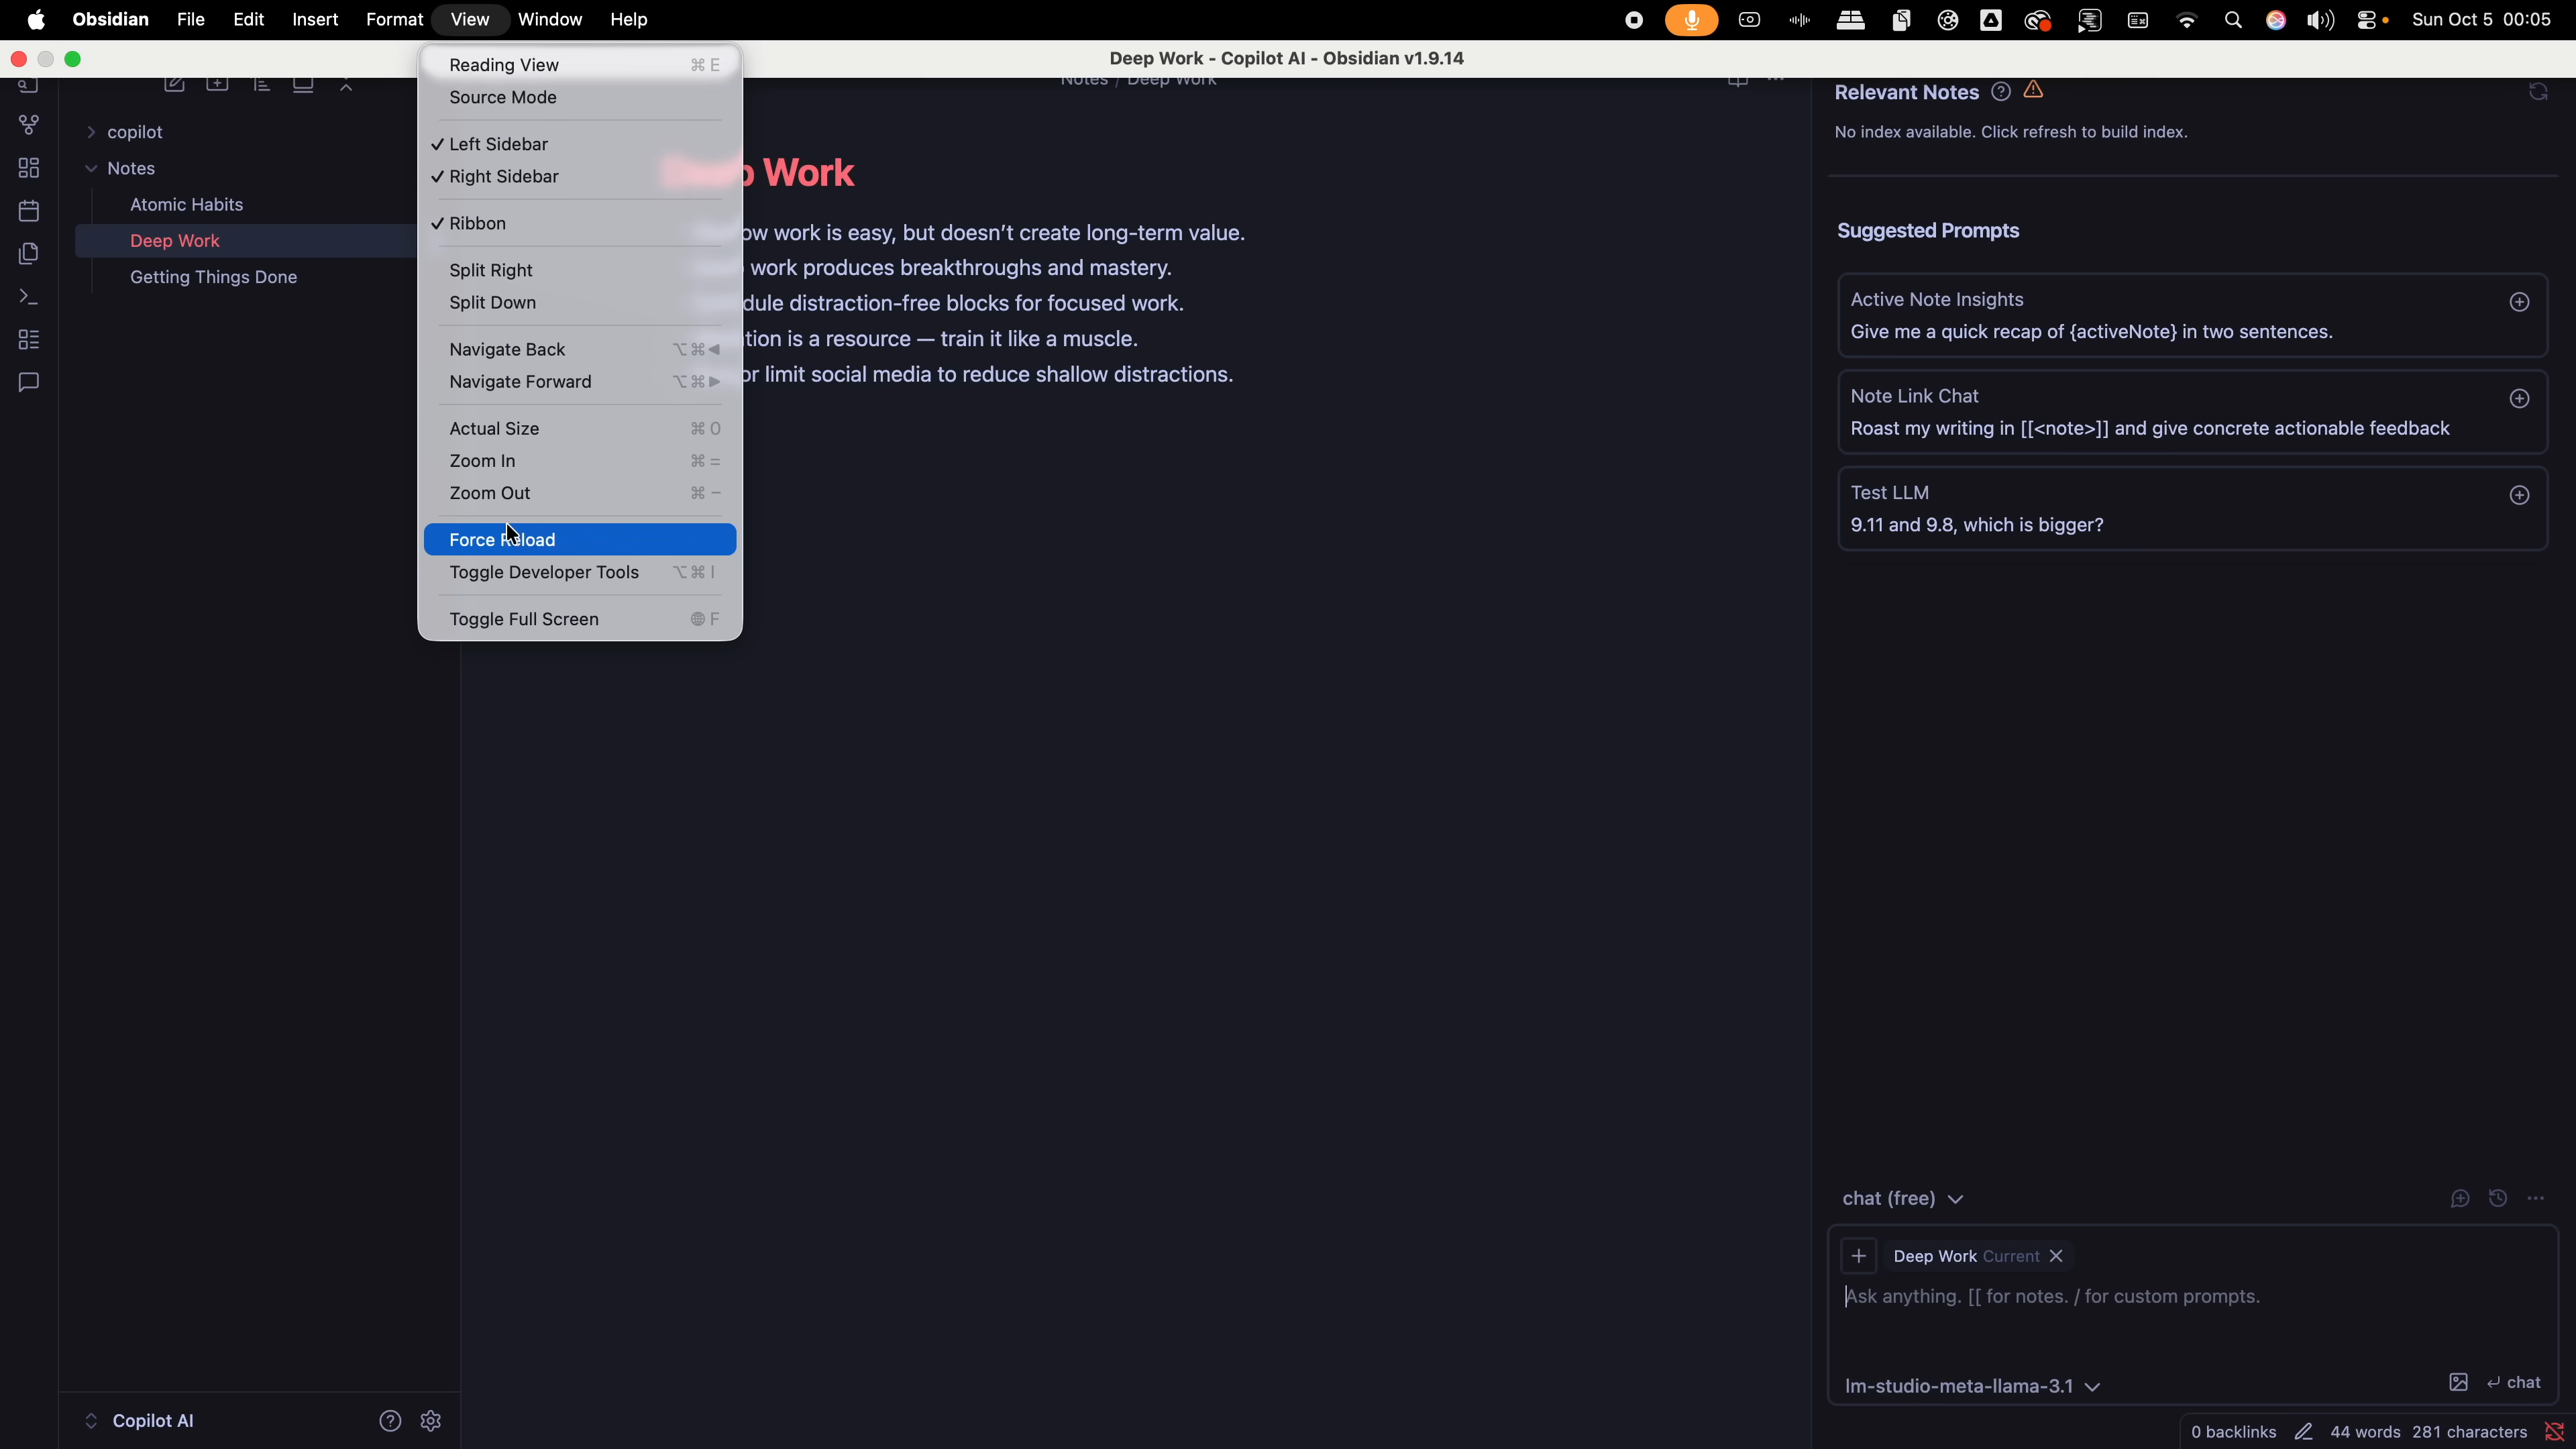 Obsidian File Edit Insert Format View Window Help
Sun Oct 5 00:05
Deep Work - Copilot AI - Obsidian v1.9.14
Notes / Deep Work
copilot
Notes
Atomic Habits
Deep Work
Getting Things Done
Copilot AI
Reading View ⌘ E
Source Mode
✓ Left Sidebar
✓ Right Sidebar
✓ Ribbon
Split Right
Split Down
Navigate Back ⌥⌘◀
Navigate Forward ⌥⌘▶
Actual Size ⌘ 0
Zoom In ⌘ =
Zoom Out ⌘ −
Force Reload
Toggle Developer Tools ⌥⌘ I
Toggle Full Screen 🌐 F
Work
work is easy, but doesn't create long-term value.
work produces breakthroughs and mastery.
distraction-free blocks for focused work.
is a resource — train it like a muscle.
or limit social media to reduce shallow distractions.
Relevant Notes
No index available. Click refresh to build index.
Suggested Prompts
Active Note Insights
Give me a quick recap of {activeNote} in two sentences.
Note Link Chat
Roast my writing in [[<note>]] and give concrete actionable feedback
Test LLM
9.11 and 9.8, which is bigger?
chat (free)
Deep Work Current
Ask anything. [[ for notes. / for custom prompts.
lm-studio-meta-llama-3.1
↵ chat
0 backlinks 44 words 281 characters